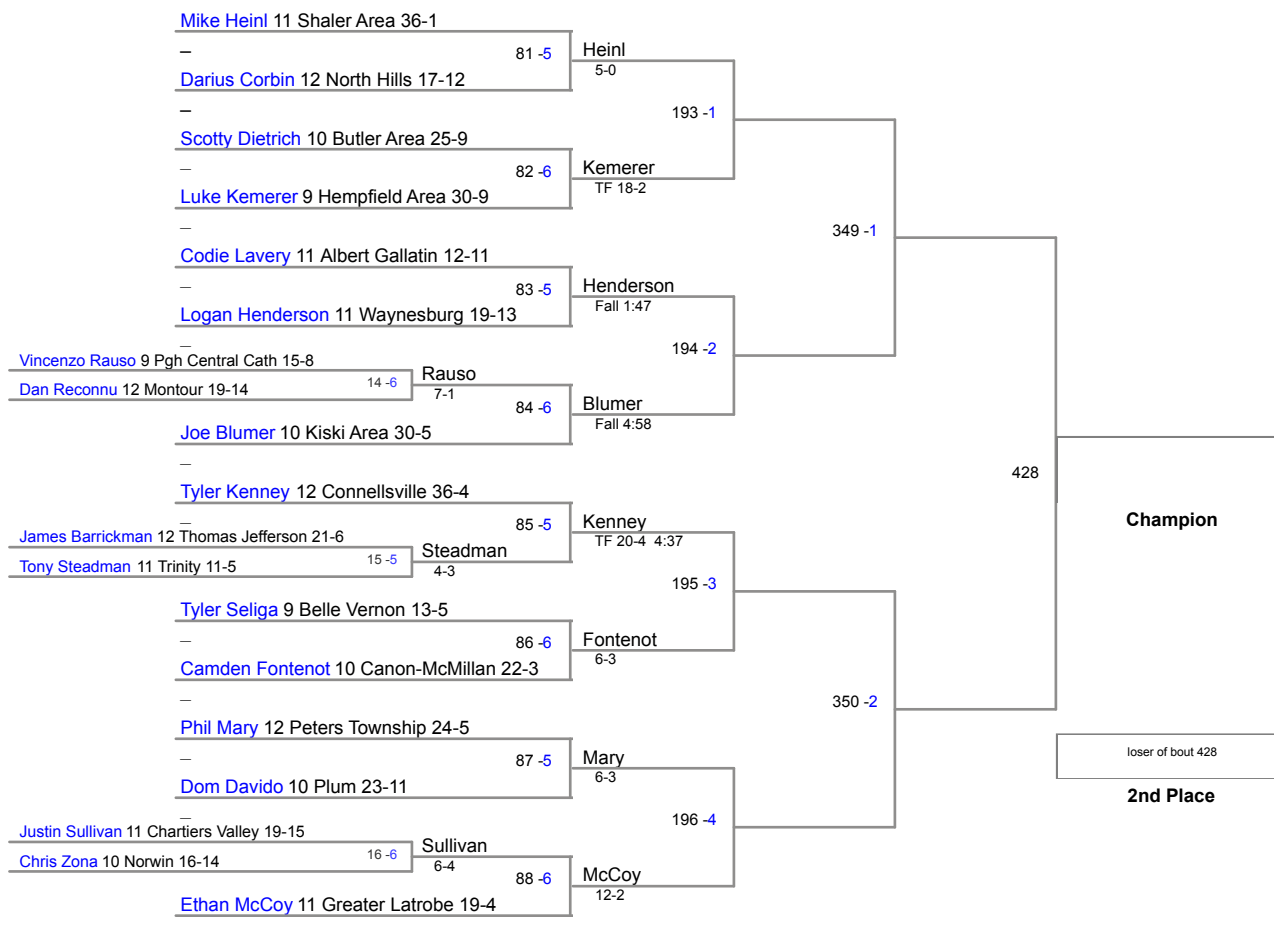 Mike Heinl 11 Shaler Area 36-1
–
81 -5
Heinl
5-0
Darius Corbin 12 North Hills 17-12
–
193 -1
Scotty Dietrich 10 Butler Area 25-9
–
82 -6
Kemerer
TF 18-2
Luke Kemerer 9 Hempfield Area 30-9
–
349 -1
Codie Lavery 11 Albert Gallatin 12-11
–
83 -5
Henderson
Fall 1:47
Logan Henderson 11 Waynesburg 19-13
–
194 -2
Vincenzo Rauso 9 Pgh Central Cath 15-8
14 -6
Rauso
7-1
Dan Reconnu 12 Montour 19-14
84 -6
Blumer
Fall 4:58
Joe Blumer 10 Kiski Area 30-5
–
428
Tyler Kenney 12 Connellsville 36-4
–
85 -5
Kenney
TF 20-4 4:37
Champion
James Barrickman 12 Thomas Jefferson 21-6
15 -5
Steadman
4-3
Tony Steadman 11 Trinity 11-5
195 -3
Tyler Seliga 9 Belle Vernon 13-5
–
86 -6
Fontenot
6-3
Camden Fontenot 10 Canon-McMillan 22-3
–
350 -2
Phil Mary 12 Peters Township 24-5
–
87 -5
Mary
6-3
loser of bout 428
2nd Place
Dom Davido 10 Plum 23-11
–
196 -4
Justin Sullivan 11 Chartiers Valley 19-15
16 -6
Sullivan
6-4
Chris Zona 10 Norwin 16-14
88 -6
McCoy
12-2
Ethan McCoy 11 Greater Latrobe 19-4